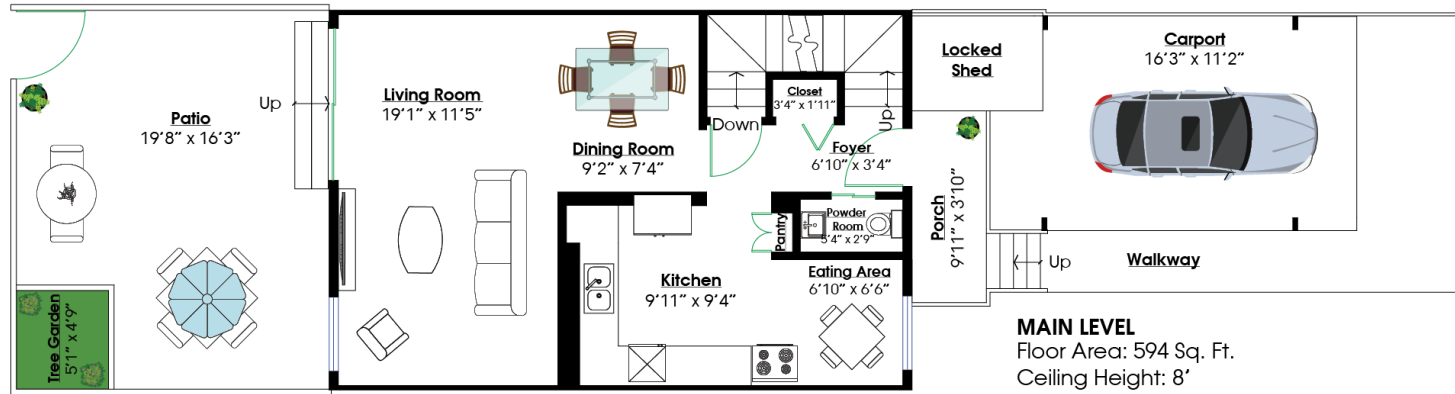 Patio
19'8" x 16'3"
Up
Tree Garden
5'1" x 4'9"
Living Room
19'1" x 11'5"
Dining Room
9'2" x 7'4"
Down
Closet
3'4" x 1'11"
Up
Foyer
6'10" x 3'4"
Powder
Room
5'4" x 2'9"
Pantry
Kitchen
9'11" x 9'4"
Eating Area
6'10" x 6'6"
Locked
Shed
Porch
9'11" x 3'10"
Carport
16'3" x 11'2"
Up
Walkway
MAIN LEVEL
Floor Area: 594 Sq. Ft.
Ceiling Height: 8'